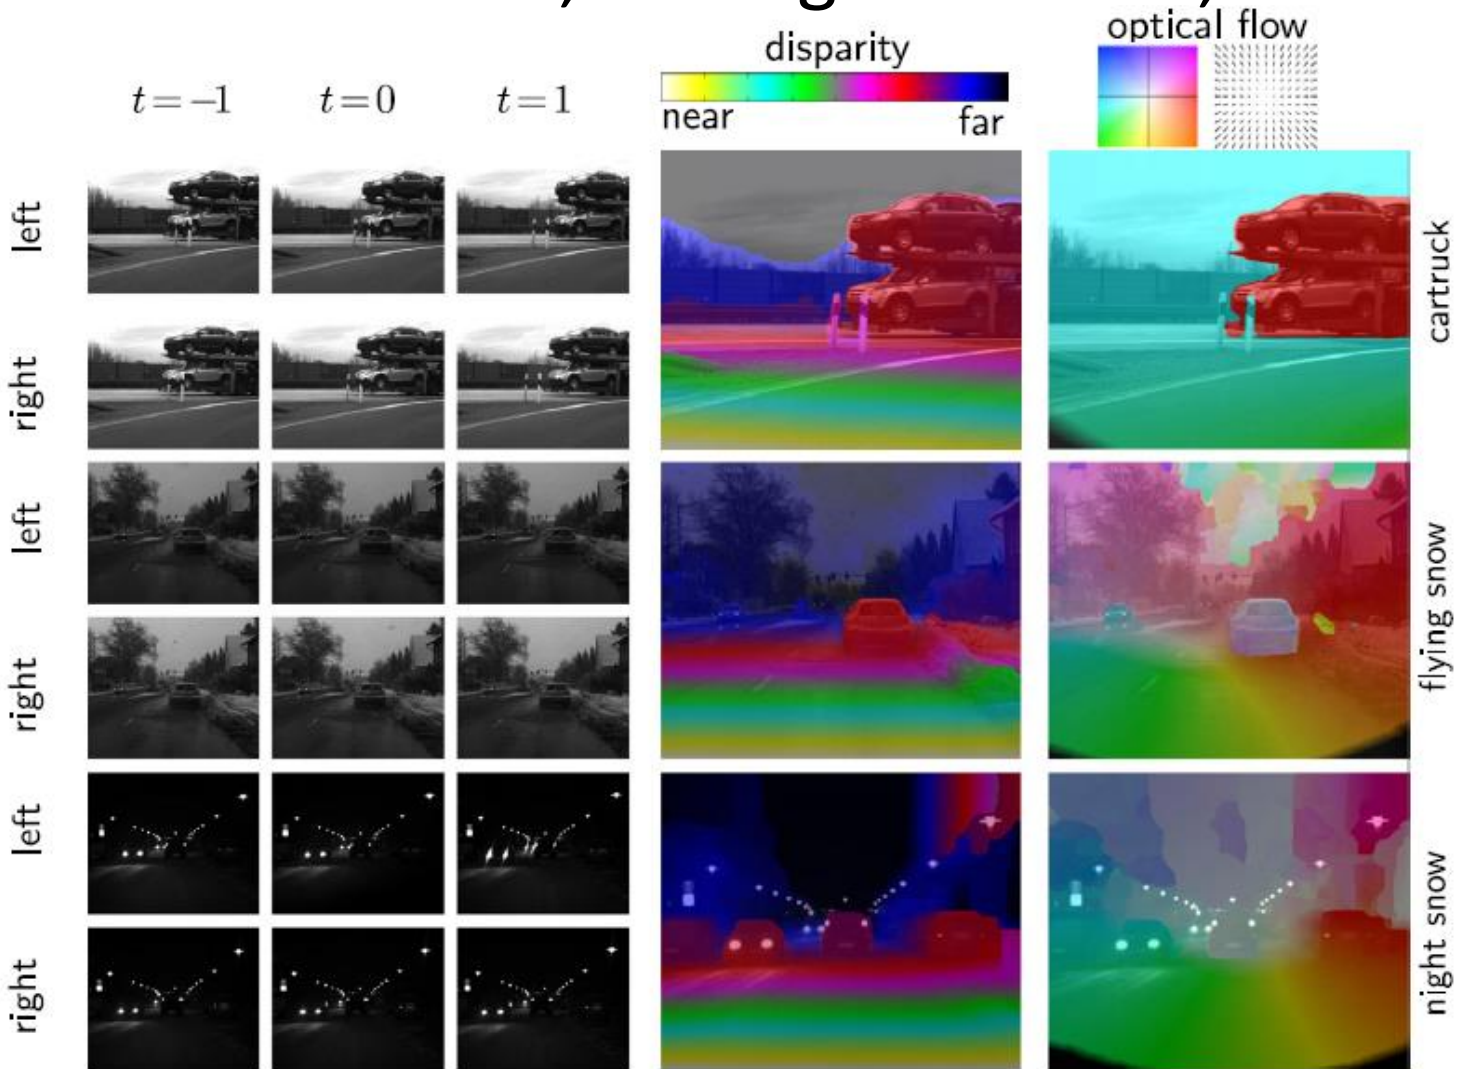 optical flow
disparity
t=−1
t=0
t=1
near
far
left
right
cartruck
left
right
flying snow
left
right
night snow